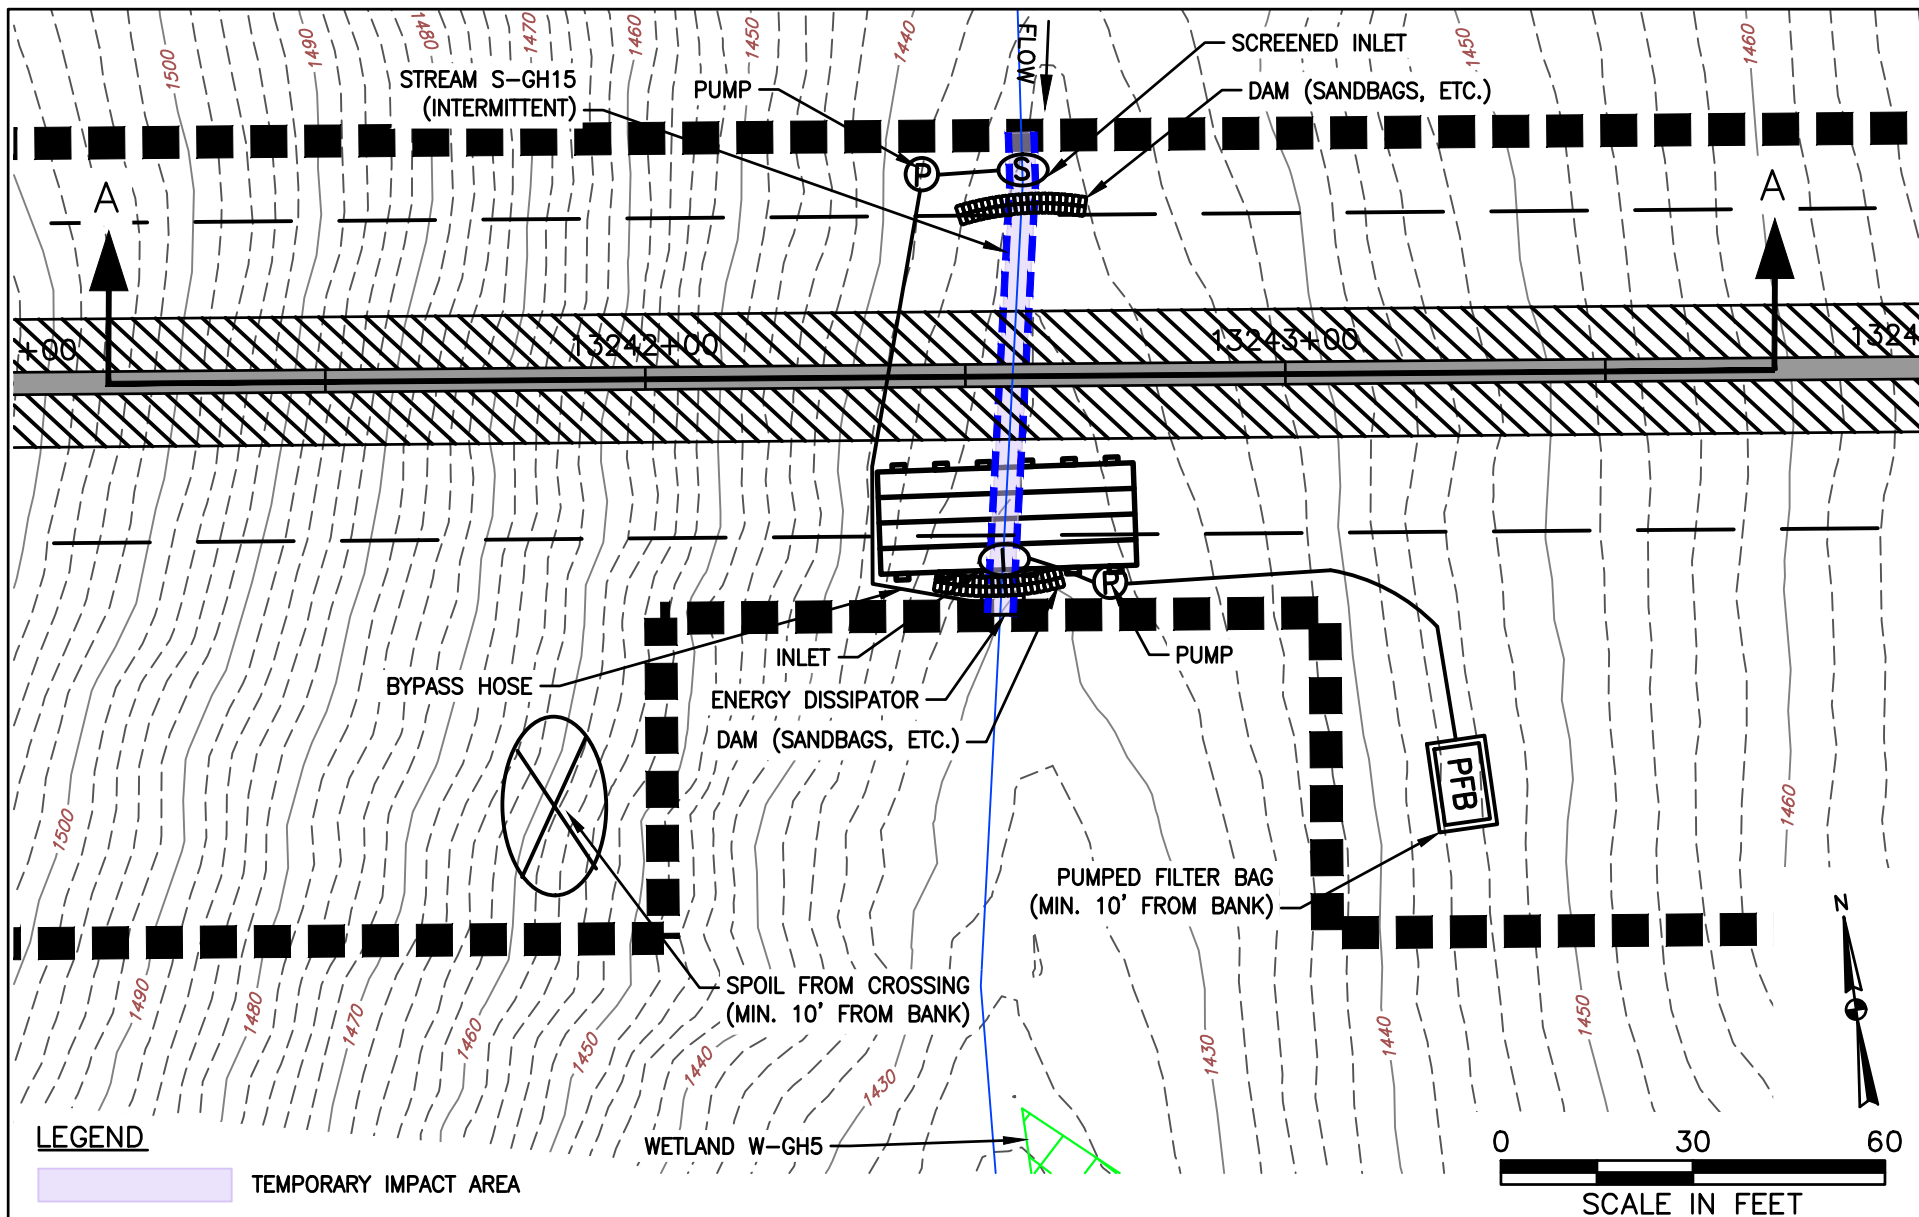 1500
1490
1480
1470
1460
1450
1440
FLOW
1450
1460
SCREENED INLET
STREAM S-GH15
(INTERMITTENT)
PUMP
DAM (SANDBAGS, ETC.)
P
S
A
A
+00
13242+00
13243+00
1324
I
P
INLET
PUMP
BYPASS HOSE
ENERGY DISSIPATOR
DAM (SANDBAGS, ETC.)
PFB
1500
1460
PUMPED FILTER BAG
(MIN. 10' FROM BANK)
N
SPOIL FROM CROSSING
(MIN. 10' FROM BANK)
1490
1480
1470
1460
1450
1440
1430
1430
1440
1450
LEGEND
WETLAND W-GH5
TEMPORARY IMPACT AREA
0 30 60
SCALE IN FEET